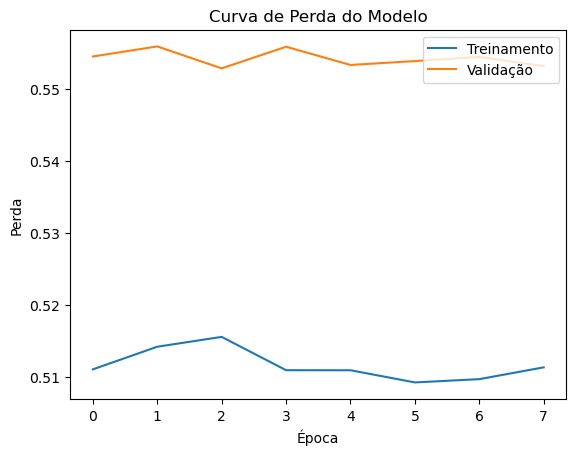 Curva de Perda do Modelo
Treinamento
Validação
0.55
0.54
0.53
0.52
0.51
Perda
0 1 2 3 4 5 6 7
Época